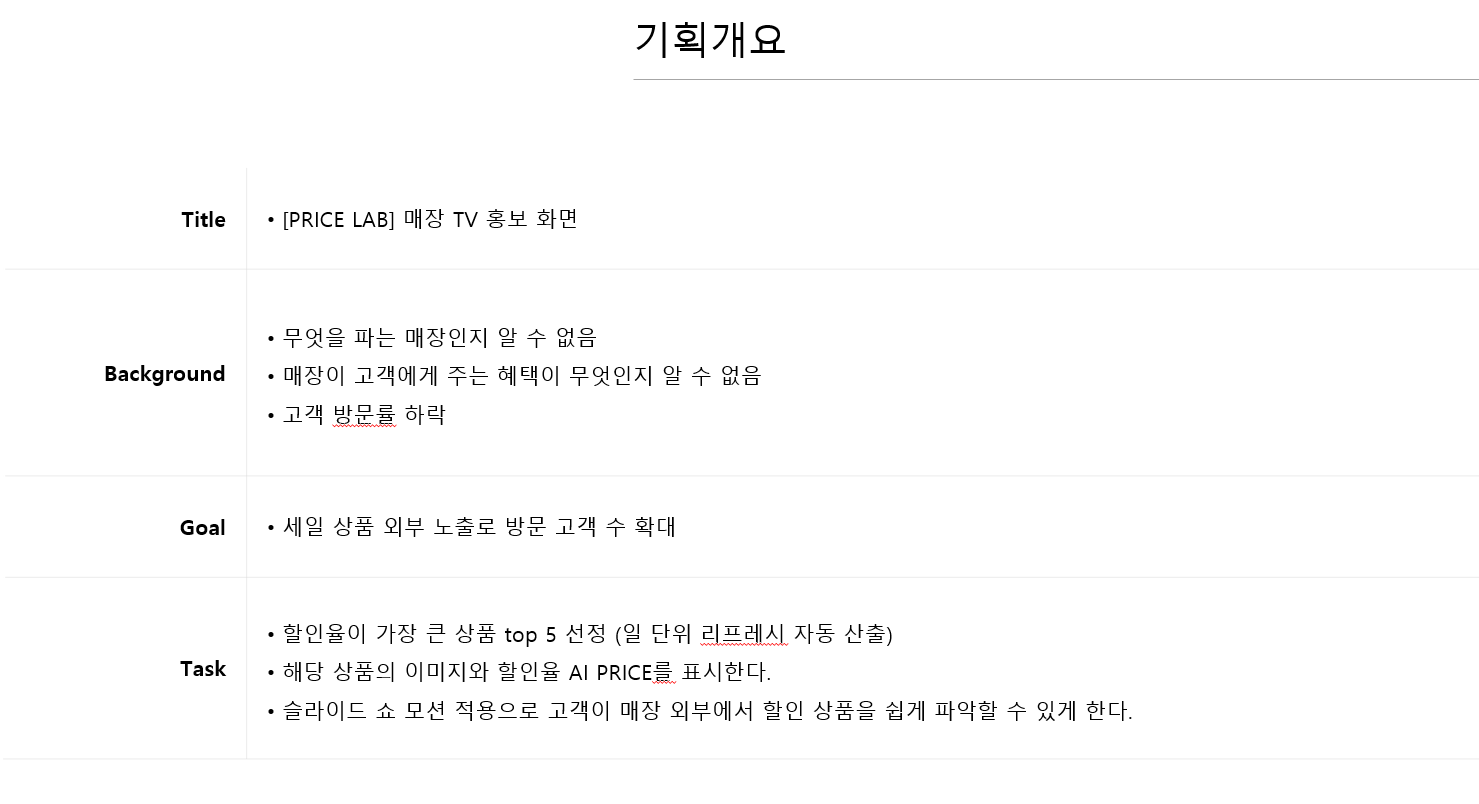 기획개요
Title
• [PRICE LAB] 매장 TV 홍보 화면
Background
• 무엇을 파는 매장인지 알 수 없음
• 매장이 고객에게 주는 혜택이 무엇인지 알 수 없음
• 고객 방문률 하락
Goal
• 세일 상품 외부 노출로 방문 고객 수 확대
Task
• 할인율이 가장 큰 상품 top 5 선정 (일 단위 리프레시 자동 산출)
• 해당 상품의 이미지와 할인율 AI PRICE를 표시한다.
• 슬라이드 쇼 모션 적용으로 고객이 매장 외부에서 할인 상품을 쉽게 파악할 수 있게 한다.